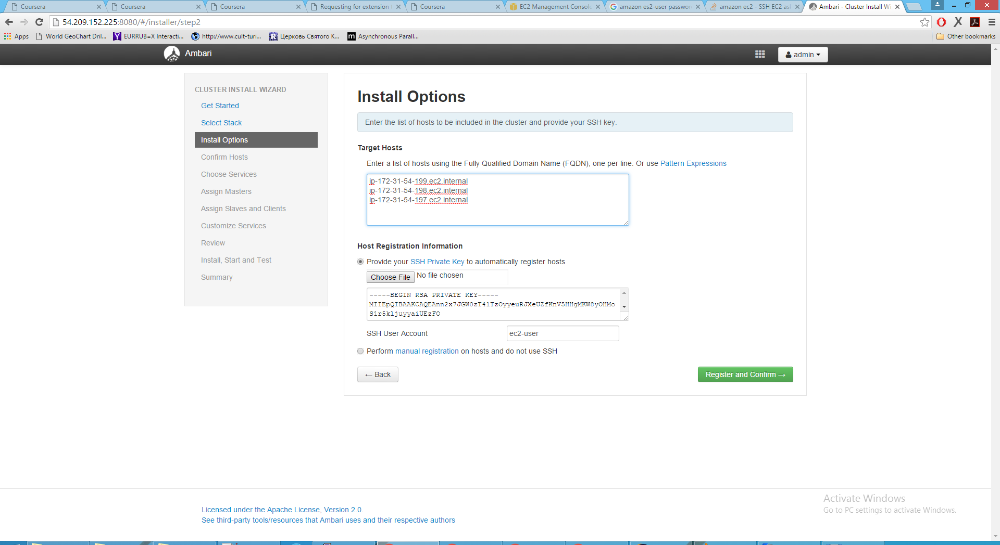 Coursera
Coursera
Coursera
Requesting for extension
Coursera
EC2 Management Console
amazon es2-user passwor
amazon ec2 - SSH EC2 as
Ambari - Cluster Install Wi
54.209.152.225:8080/#/installer/step2
Apps
World GeoChart Dril...
EURRUB=X Interacti...
http://www.cult-turi...
Церковь Святого К...
Asynchronous Parall...
Other bookmarks
Ambari
admin
CLUSTER INSTALL WIZARD
Get Started
Select Stack
Install Options
Confirm Hosts
Choose Services
Assign Masters
Assign Slaves and Clients
Customize Services
Review
Install, Start and Test
Summary
Install Options
Enter the list of hosts to be included in the cluster and provide your SSH key.
Target Hosts
Enter a list of hosts using the Fully Qualified Domain Name (FQDN), one per line. Or use Pattern Expressions
ip-172-31-54-199.ec2.internal
ip-172-31-54-198.ec2.internal
ip-172-31-54-197.ec2.internal
Host Registration Information
Provide your SSH Private Key to automatically register hosts
Choose File No file chosen
-----BEGIN RSA PRIVATE KEY-----
MIIEpQIBAAKCAQEAnn2x7JGW0zT41TzOyyeuRJXeUZfKnV5HHgMKW8yOHMo
S1r5kljuyyaiUEzFO
SSH User Account
ec2-user
Perform manual registration on hosts and do not use SSH
← Back
Register and Confirm →
Activate Windows
Go to PC settings to activate Windows.
Licensed under the Apache License, Version 2.0.
See third-party tools/resources that Ambari uses and their respective authors